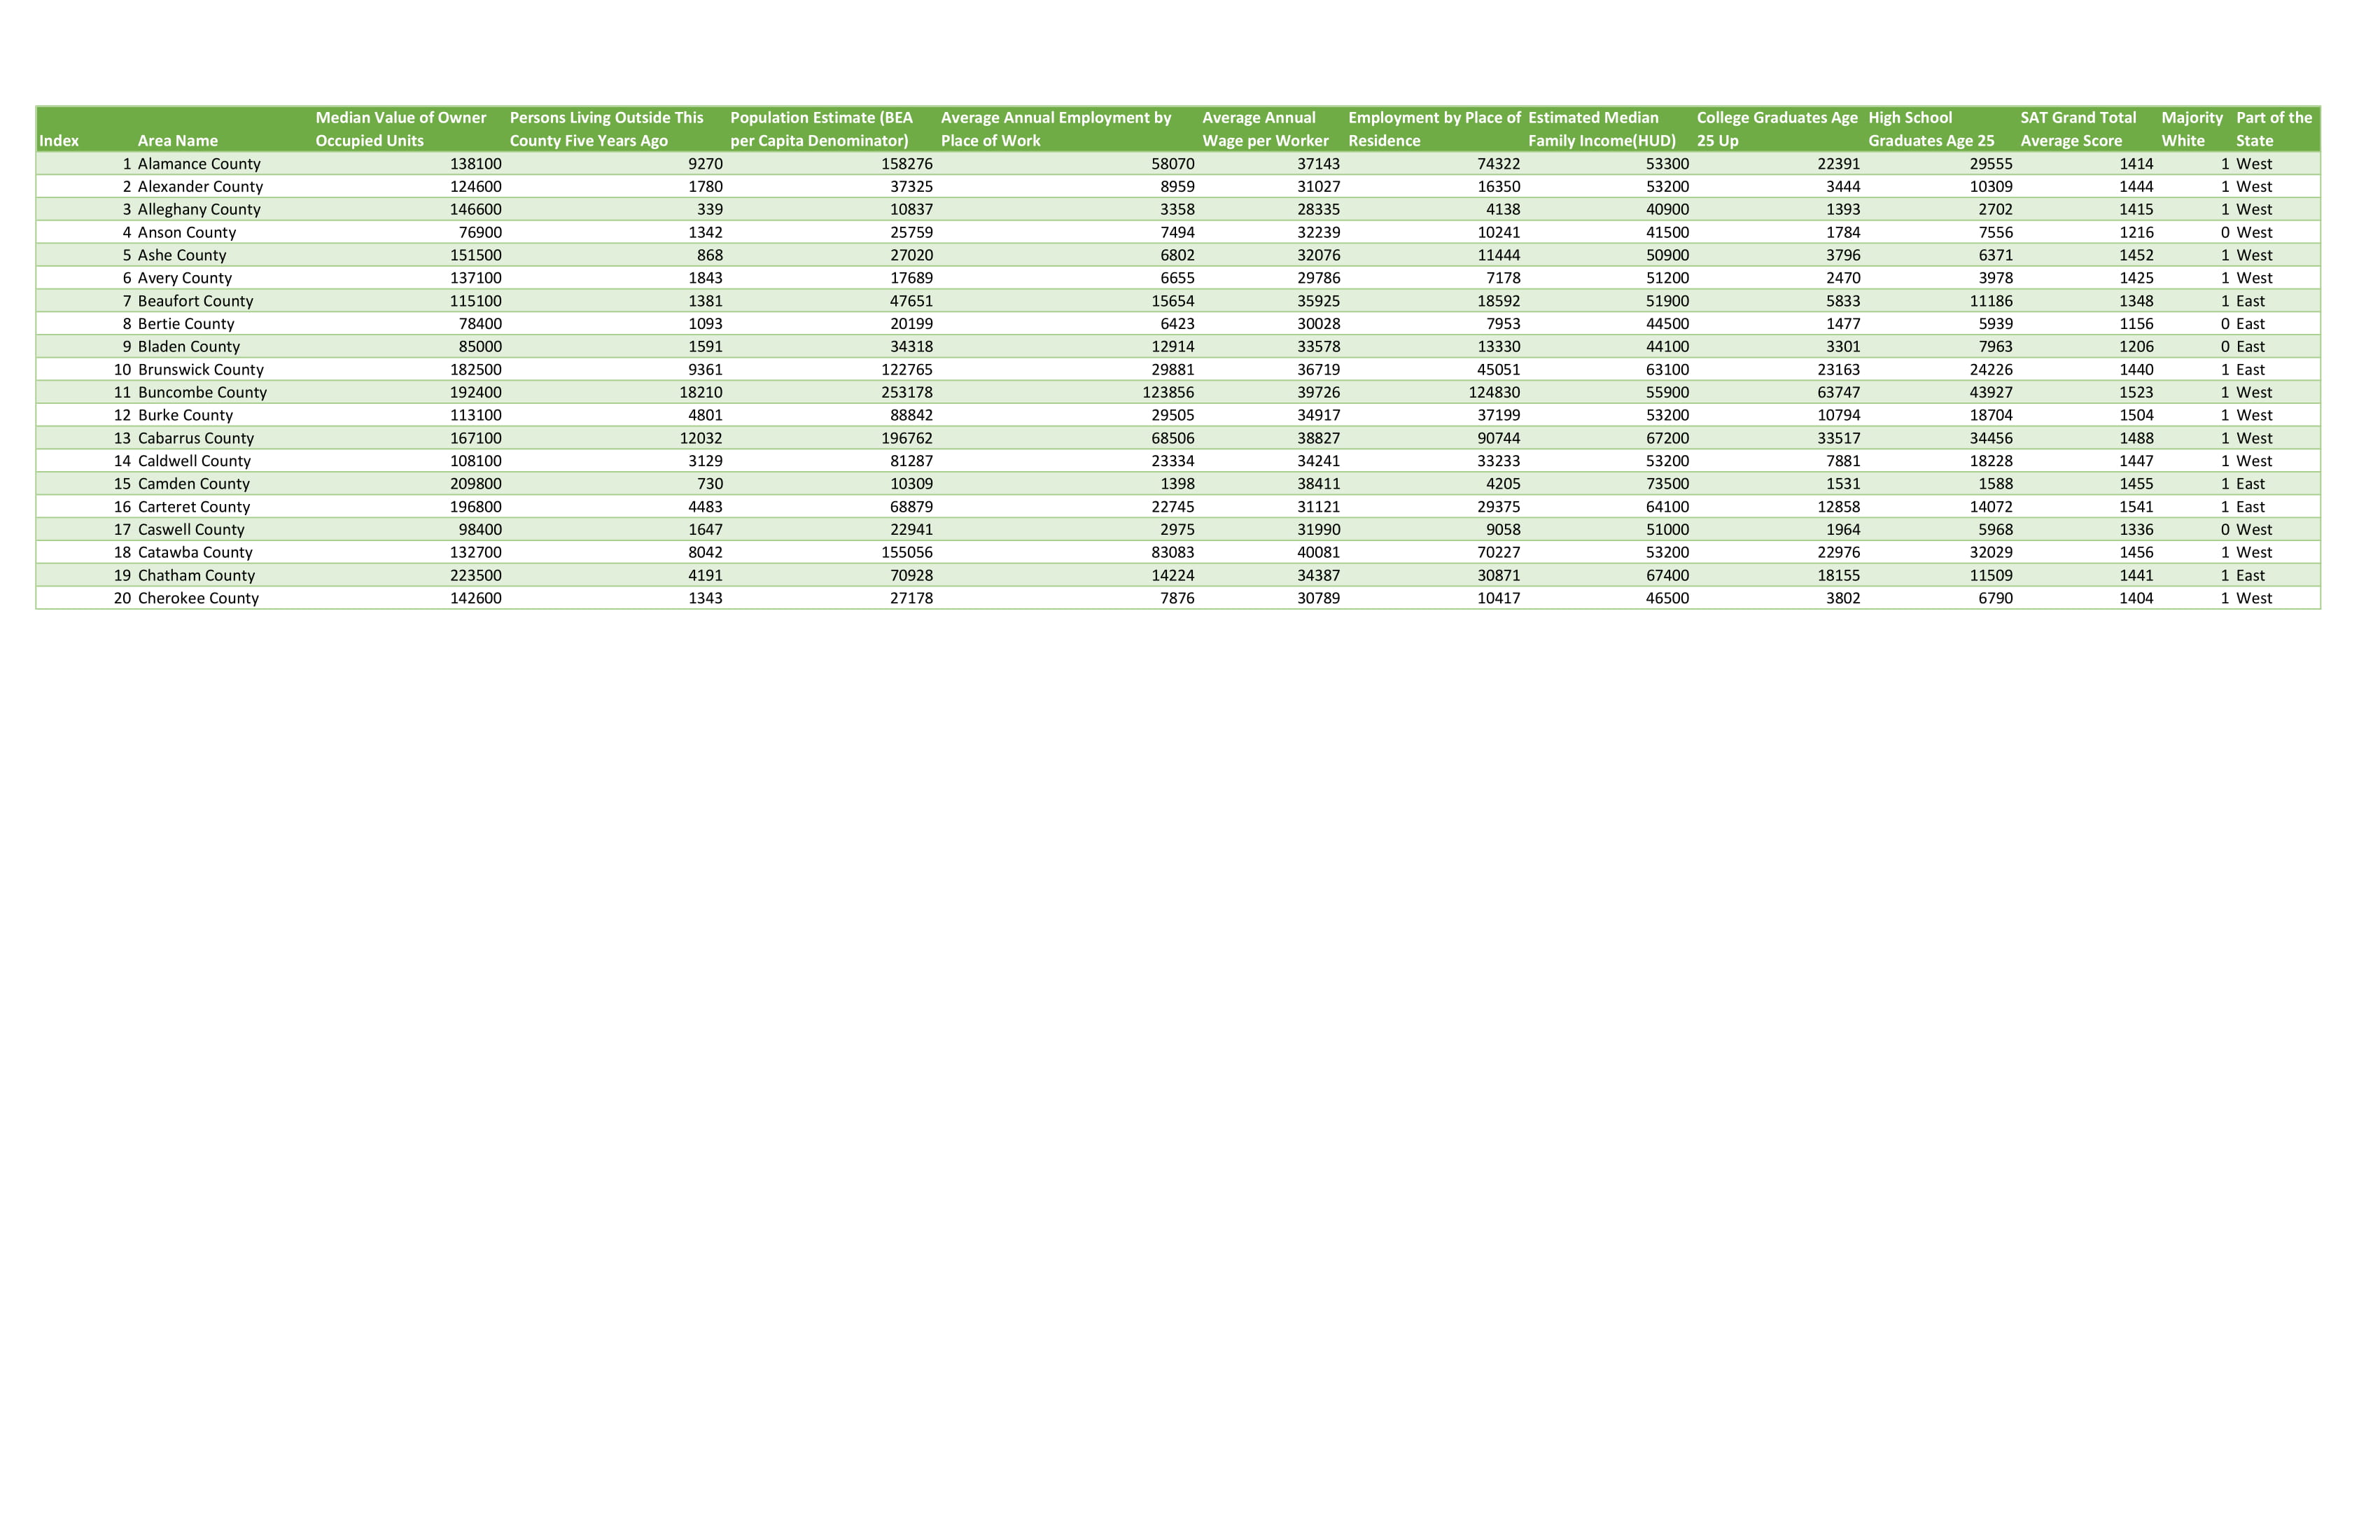 Median Value of Owner Persons Living Outside This Population Estimate (BEA Average Annual Employment by Average Annual Employment by Place of Estimated Median College Graduates Age High School SAT Grand Total Majority Part of the
Index Area Name Occupied Units County Five Years Ago per Capita Denominator) Place of Work Wage per Worker Residence Family Income(HUD) 25 Up Graduates Age 25 Average Score White State
1 Alamance County 138100 9270 158276 58070 37143 74322 53300 22391 29555 1414 1 West
2 Alexander County 124600 1780 37325 8959 31027 16350 53200 3444 10309 1444 1 West
3 Alleghany County 146600 339 10837 3358 28335 4138 40900 1393 2702 1415 1 West
4 Anson County 76900 1342 25759 7494 32239 10241 41500 1784 7556 1216 0 West
5 Ashe County 151500 868 27020 6802 32076 11444 50900 3796 6371 1452 1 West
6 Avery County 137100 1843 17689 6655 29786 7178 51200 2470 3978 1425 1 West
7 Beaufort County 115100 1381 47651 15654 35925 18592 51900 5833 11186 1348 1 East
8 Bertie County 78400 1093 20199 6423 30028 7953 44500 1477 5939 1156 0 East
9 Bladen County 85000 1591 34318 12914 33578 13330 44100 3301 7963 1206 0 East
10 Brunswick County 182500 9361 122765 29881 36719 45051 63100 23163 24226 1440 1 East
11 Buncombe County 192400 18210 253178 123856 39726 124830 55900 63747 43927 1523 1 West
12 Burke County 113100 4801 88842 29505 34917 37199 53200 10794 18704 1504 1 West
13 Cabarrus County 167100 12032 196762 68506 38827 90744 67200 33517 34456 1488 1 West
14 Caldwell County 108100 3129 81287 23334 34241 33233 53200 7881 18228 1447 1 West
15 Camden County 209800 730 10309 1398 38411 4205 73500 1531 1588 1455 1 East
16 Carteret County 196800 4483 68879 22745 31121 29375 64100 12858 14072 1541 1 East
17 Caswell County 98400 1647 22941 2975 31990 9058 51000 1964 5968 1336 0 West
18 Catawba County 132700 8042 155056 83083 40081 70227 53200 22976 32029 1456 1 West
19 Chatham County 223500 4191 70928 14224 34387 30871 67400 18155 11509 1441 1 East
20 Cherokee County 142600 1343 27178 7876 30789 10417 46500 3802 6790 1404 1 West